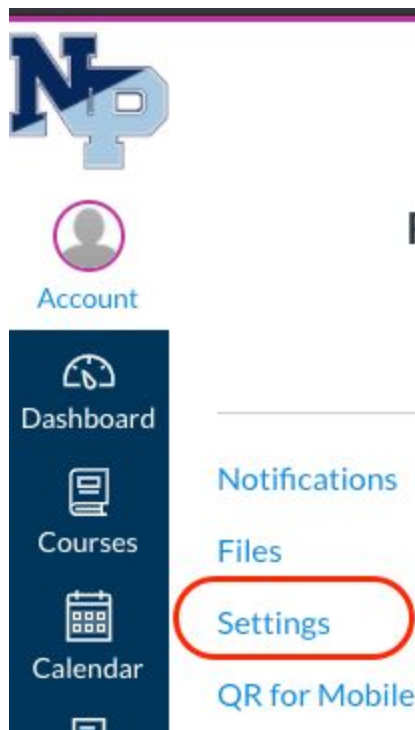 NP
Account
Dashboard
Courses
Calendar
Notifications
Files
Settings
QR for Mobile